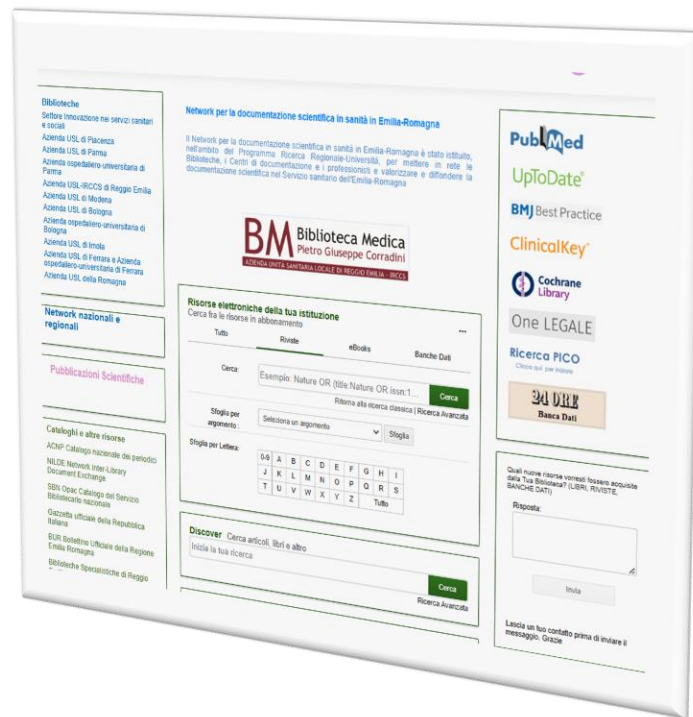 Biblioteche
Settore Innovazione nei servizi sanitari
e sociali
Azienda USL di Piacenza
Azienda USL di Parma
Azienda ospedaliero-universitaria di
Parma
Azienda USL-IRCCS di Reggio Emilia
Azienda USL di Modena
Azienda USL di Bologna
Azienda ospedaliero-universitaria di
Bologna
Azienda USL di Imola
Azienda USL di Ferrara e Azienda
ospedaliero-universitaria di Ferrara
Azienda USL della Romagna
Network nazionali e
regionali
Pubblicazioni Scientifiche
Cataloghi e altre risorse
ACNP Catalogo nazionale dei periodici
NILDE Network Inter-Library
Document Exchange
SBN Opac Catalogo del Servizio
Bibliotecario nazionale
Gazzetta ufficiale della Repubblica
Italiana
BUR Bollettino Ufficiale della Regione
Emilia Romagna
Biblioteche Specialistiche di Reggio
Network per la documentazione scientifica in sanità in Emilia-Romagna
Il Network per la documentazione scientifica in sanità in Emilia-Romagna è stato istituito,
nell'ambito del Programma Ricerca Regionale-Università, per mettere in rete le
Biblioteche, i Centri di documentazione e i professionisti e valorizzare e diffondere la
documentazione scientifica nel Servizio sanitario dell'Emilia-Romagna
BM Biblioteca Medica
Pietro Giuseppe Corradini
AZIENDA UNITÀ SANITARIA LOCALE DI REGGIO EMILIA - IRCCS
Risorse elettroniche della tua istituzione
Cerca fra le risorse in abbonamento
...
Tutto Riviste eBooks Banche Dati
Cerca: Esempio: Nature OR (title:Nature OR issn:1... Cerca
Ritorna alla ricerca classica | Ricerca Avanzata
Sfoglia per
argomento : Seleziona un argomento Sfoglia
Sfoglia per Lettera:
0-9 A B C D E F G H I
J K L M N O P Q R S
T U V W X Y Z Tutto
Discover Cerca articoli, libri e altro
Inizia la tua ricerca
Cerca
Ricerca Avanzata
PubMed
UpToDate®
BMJ Best Practice
ClinicalKey®
Cochrane
Library
One LEGALE
Ricerca PICO
Clicca qui per iniziare
24 ORE
Banca Dati
Quali nuove risorse vorresti fossero acquisite
dalla Tua Biblioteca? (LIBRI, RIVISTE,
BANCHE DATI)
Risposta:
Invia
Lascia un tuo contatto prima di inviare il
messaggio. Grazie